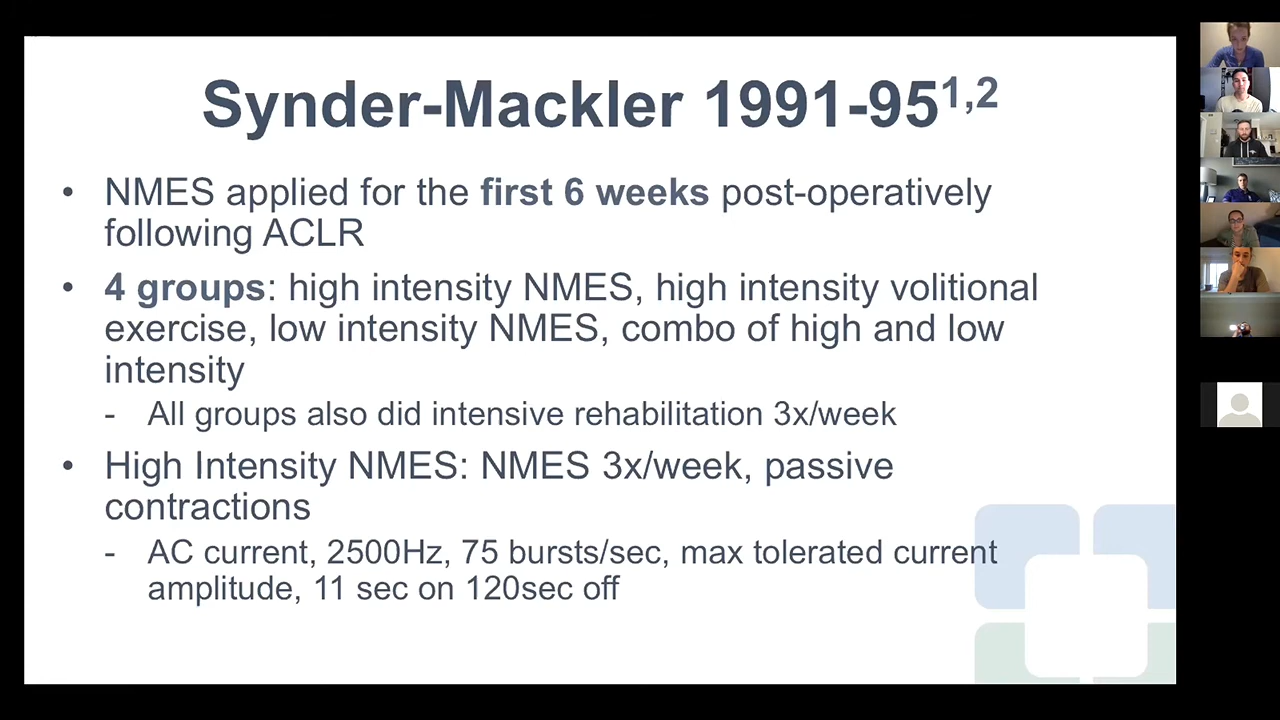 Synder-Mackler 1991-95¹,²
• NMES applied for the first 6 weeks post-operatively
following ACLR
• 4 groups: high intensity NMES, high intensity volitional
exercise, low intensity NMES, combo of high and low
intensity
- All groups also did intensive rehabilitation 3x/week
• High Intensity NMES: NMES 3x/week, passive
contractions
- AC current, 2500Hz, 75 bursts/sec, max tolerated current
amplitude, 11 sec on 120sec off